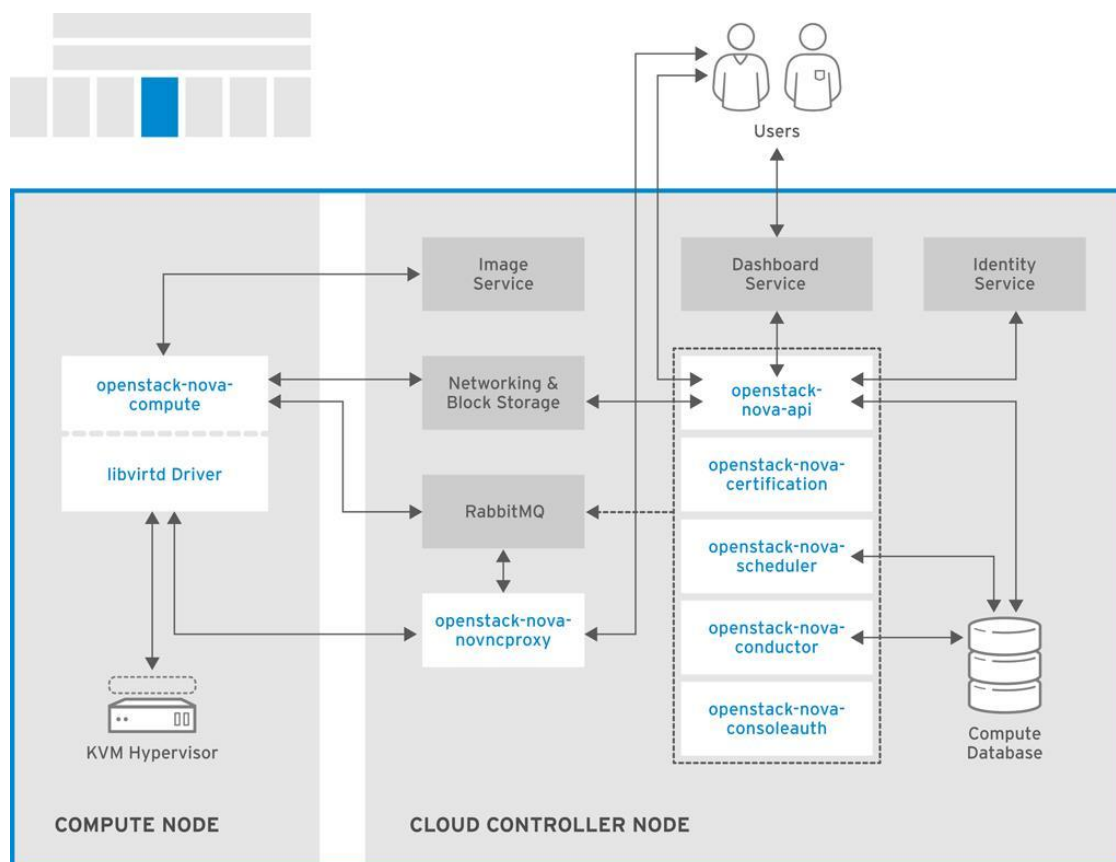 Users
Image
Service
Dashboard
Service
Identity
Service
openstack-nova-
compute
Networking &
Block Storage
openstack-
nova-api
libvirtd Driver
openstack-nova-
certification
RabbitMQ
openstack-nova-
scheduler
openstack-nova-
novncproxy
openstack-nova-
conductor
openstack-nova-
consoleauth
KVM Hypervisor
Compute
Database
COMPUTE NODE
CLOUD CONTROLLER NODE